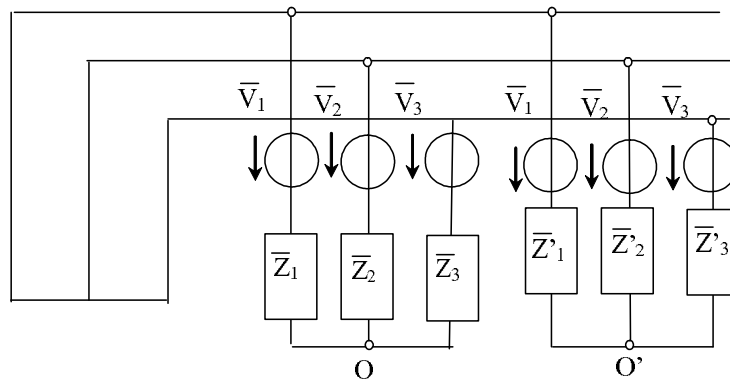 V̅₁ V̅₂ V̅₃ V̅₁ V̅₂ V̅₃
Z̅₁ Z̅₂ Z̅₃ Z̅'₁ Z̅'₂ Z̅'₃
O O'